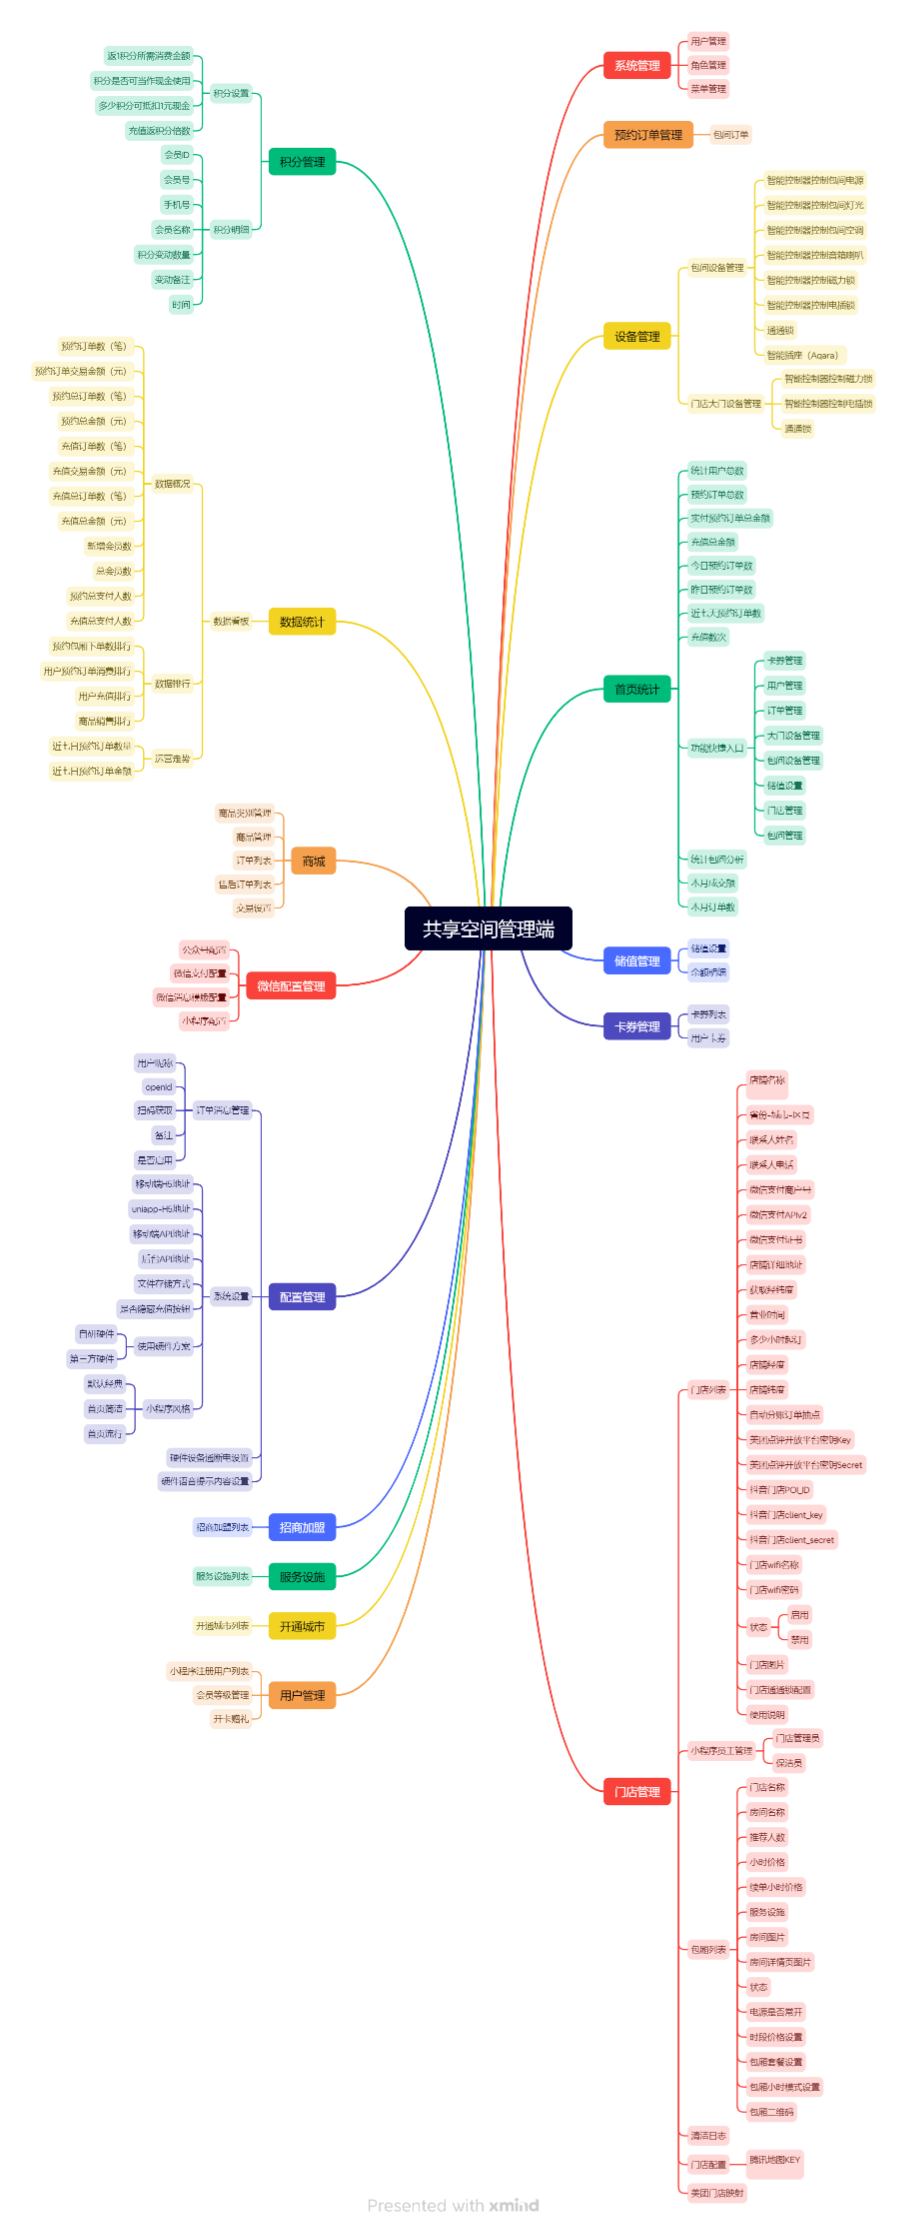 共享空间管理端
系统管理
用户管理
角色管理
菜单管理
预约订单管理
包间订单
设备管理
包间设备管理
智能控制器控制包间电源
智能控制器控制包间灯光
智能控制器控制包间空调
智能控制器控制音箱喇叭
智能控制器控制磁力锁
智能控制器控制电插锁
通通锁
智能插座（Aqara）
门店大门设备管理
智能控制器控制磁力锁
智能控制器控制电插锁
通通锁
首页统计
统计用户总数
预约订单总数
实付预约订单总金额
充值总金额
今日预约订单数
昨日预约订单数
近七天预约订单数
充值数次
功能快捷入口
卡券管理
用户管理
订单管理
大门设备管理
包间设备管理
储值设置
门店管理
包间管理
统计包间分析
本月成交额
本月订单数
储值管理
储值设置
余额明细
卡券管理
卡券列表
用户卡券
门店管理
门店列表
店铺名称
省份-城市-区县
联系人姓名
联系人电话
微信支付商户号
微信支付APIv2
微信支付证书
店铺详细地址
获取经纬度
营业时间
多少小时起订
店铺经度
店铺纬度
自动分账订单抽点
美团点评开放平台密钥Key
美团点评开放平台密钥Secret
抖音门店POI_ID
抖音门店client_key
抖音门店client_secret
门店wifi名称
门店wifi密码
状态
启用
禁用
门店图片
门店通通锁配置
使用说明
小程序员工管理
门店管理员
保洁员
包厢列表
门店名称
房间名称
推荐人数
小时价格
续单小时价格
服务设施
房间图片
房间详情页图片
状态
电源是否常开
时段价格设置
包厢套餐设置
包厢小时模式设置
包厢二维码
清洁日志
门店配置
腾讯地图KEY
美团门店映射
积分管理
积分设置
返1积分所需消费金额
积分是否可当作现金使用
多少积分可抵扣1元现金
充值返积分倍数
积分明细
会员ID
会员号
手机号
会员名称
积分变动数量
变动备注
时间
数据统计
数据看板
数据概况
预约订单数（笔）
预约订单交易金额（元）
预约总订单数（笔）
预约总金额（元）
充值订单数（笔）
充值交易金额（元）
充值总订单数（笔）
充值总金额（元）
新增会员数
总会员数
预约总支付人数
充值总支付人数
数据排行
预约包厢下单数排行
用户预约订单消费排行
用户充值排行
商品销售排行
运营走势
近七日预约订单数量
近七日预约订单金额
商城
商品类别管理
商品管理
订单列表
售后订单列表
交易设置
微信配置管理
公众号配置
微信支付配置
微信消息模版配置
小程序配置
配置管理
订单消息管理
用户昵称
openid
扫码获取
备注
是否启用
系统设置
移动端H5地址
uniapp-H5地址
移动端API地址
后台API地址
文件存储方式
是否隐藏充值按钮
使用硬件方案
自研硬件
第三方硬件
小程序风格
默认经典
首页简洁
首页流行
硬件设备通断电设置
硬件语音提示内容设置
招商加盟
招商加盟列表
服务设施
服务设施列表
开通城市
开通城市列表
用户管理
小程序注册用户列表
会员等级管理
开卡赠礼
Presented with xmind